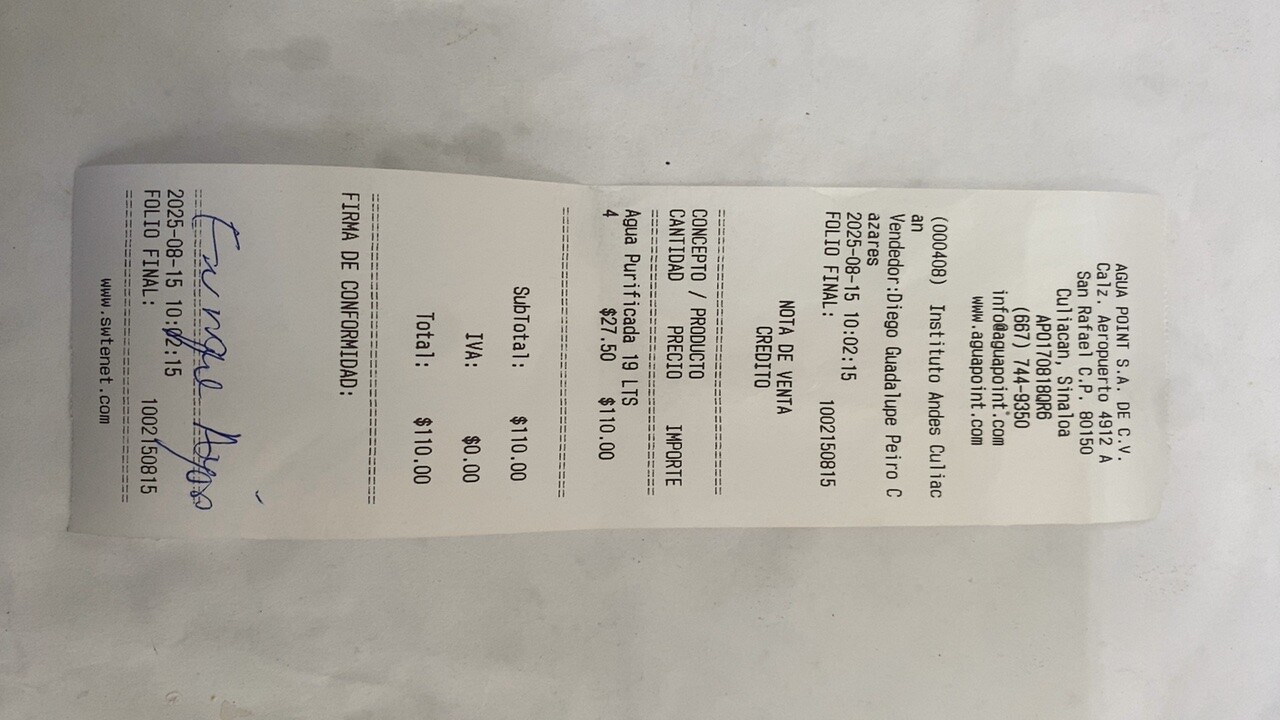 AGUA POINT S.A. DE C.V.
Calz. Aeropuerto 4912 A
San Rafael C.P. 80150
Culiacan, Sinaloa
APO170818QR6
(667) 744-9350
info@aguapoint.com
www.aguapoint.com
(000408) Instituto Andes Culiac
an
Vendedor:Diego Guadalupe Peiro C
azares
2025-08-15 10:02:15
FOLIO FINAL: 1002150815
NOTA DE VENTA
CREDITO
CONCEPTO / PRODUCTO
CANTIDAD PRECIO IMPORTE
Agua Purificada 19 LTS
4 $27.50 $110.00
SubTotal: $110.00
IVA: $0.00
Total: $110.00
FIRMA DE CONFORMIDAD:
2025-08-15 10:02:15
FOLIO FINAL: 1002150815
www.swtenet.com